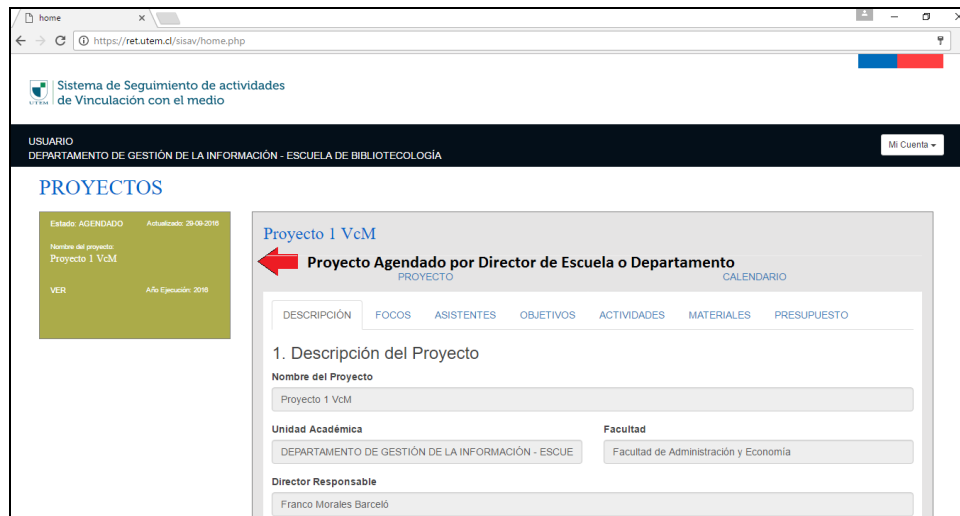 home
https://ret.utem.cl/sisav/home.php
Sistema de Seguimiento de actividades
de Vinculación con el medio
UTEM
USUARIO
DEPARTAMENTO DE GESTIÓN DE LA INFORMACIÓN - ESCUELA DE BIBLIOTECOLOGÍA
Mi Cuenta
PROYECTOS
Estado: AGENDADO Actualizado: 29-09-2016
Nombre del proyecto:
Proyecto 1 VcM
VER Año Ejecución: 2016
Proyecto 1 VcM
Proyecto Agendado por Director de Escuela o Departamento
PROYECTO CALENDARIO
DESCRIPCIÓN FOCOS ASISTENTES OBJETIVOS ACTIVIDADES MATERIALES PRESUPUESTO
1. Descripción del Proyecto
Nombre del Proyecto
Proyecto 1 VcM
Unidad Académica Facultad
DEPARTAMENTO DE GESTIÓN DE LA INFORMACIÓN - ESCUE Facultad de Administración y Economía
Director Responsable
Franco Morales Barceló